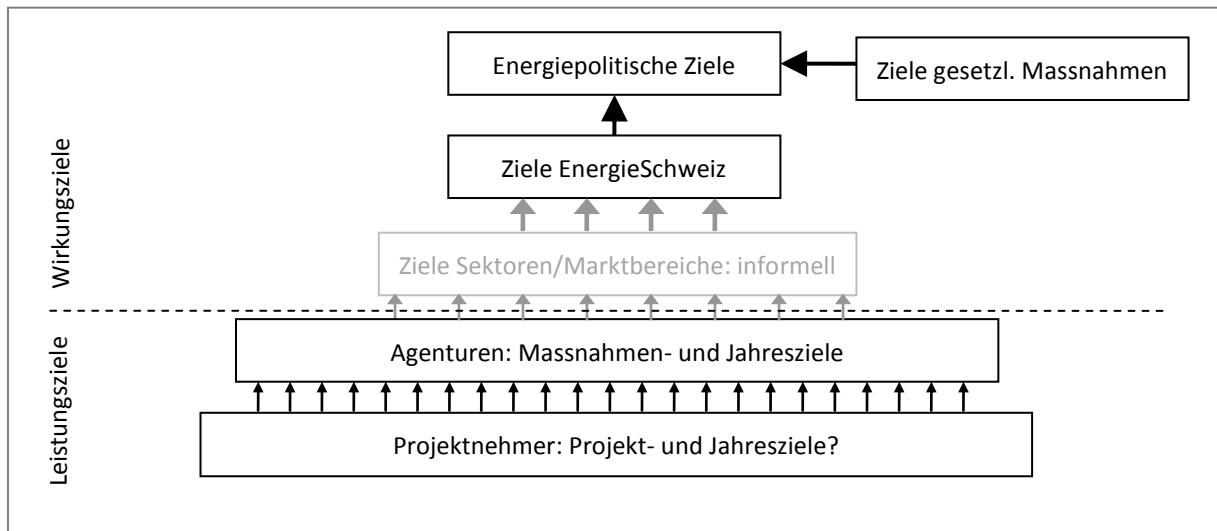 Energiepolitische Ziele
Ziele gesetzl. Massnahmen
Wirkungsziele
Ziele EnergieSchweiz
Ziele Sektoren/Marktbereiche: informell
Leistungsziele
Agenturen: Massnahmen- und Jahresziele
Projektnehmer: Projekt- und Jahresziele?